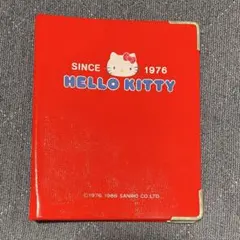 SINCE 1976
HELLO KITTY
©1976, 1988 SANRIO CO., LTD.